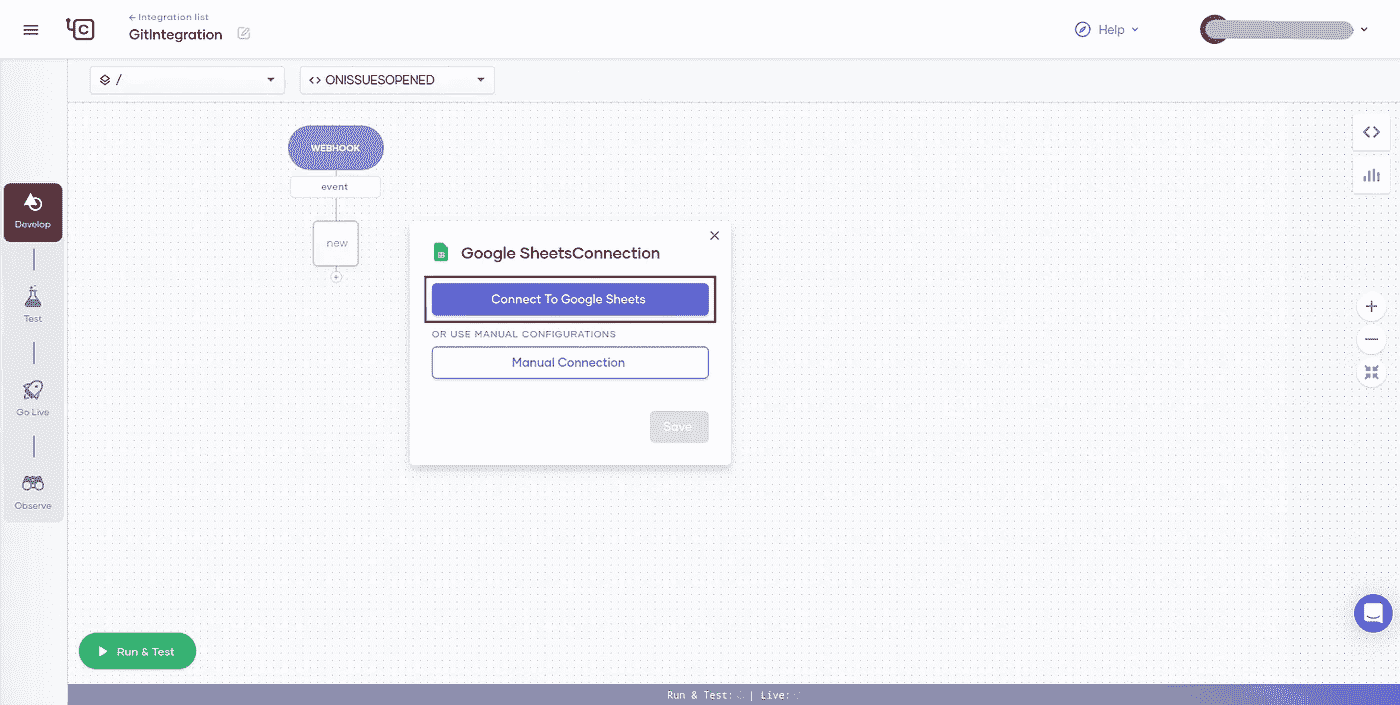 ← Integration list
GitIntegration
Help
/
<> ONISSUESOPENED
WEBHOOK
event
new
Develop
Test
Go Live
Observe
Google SheetsConnection
Connect To Google Sheets
OR USE MANUAL CONFIGURATIONS
Manual Connection
Save
Run & Test
Run & Test: | Live: